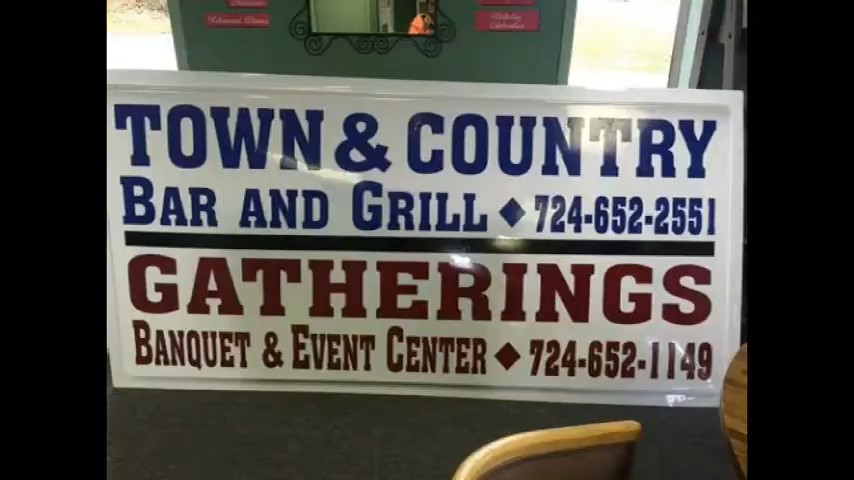 TOWN & COUNTRY
BAR AND GRILL ◆ 724-652-2551
GATHERINGS
BANQUET & EVENT CENTER ◆ 724-652-1149